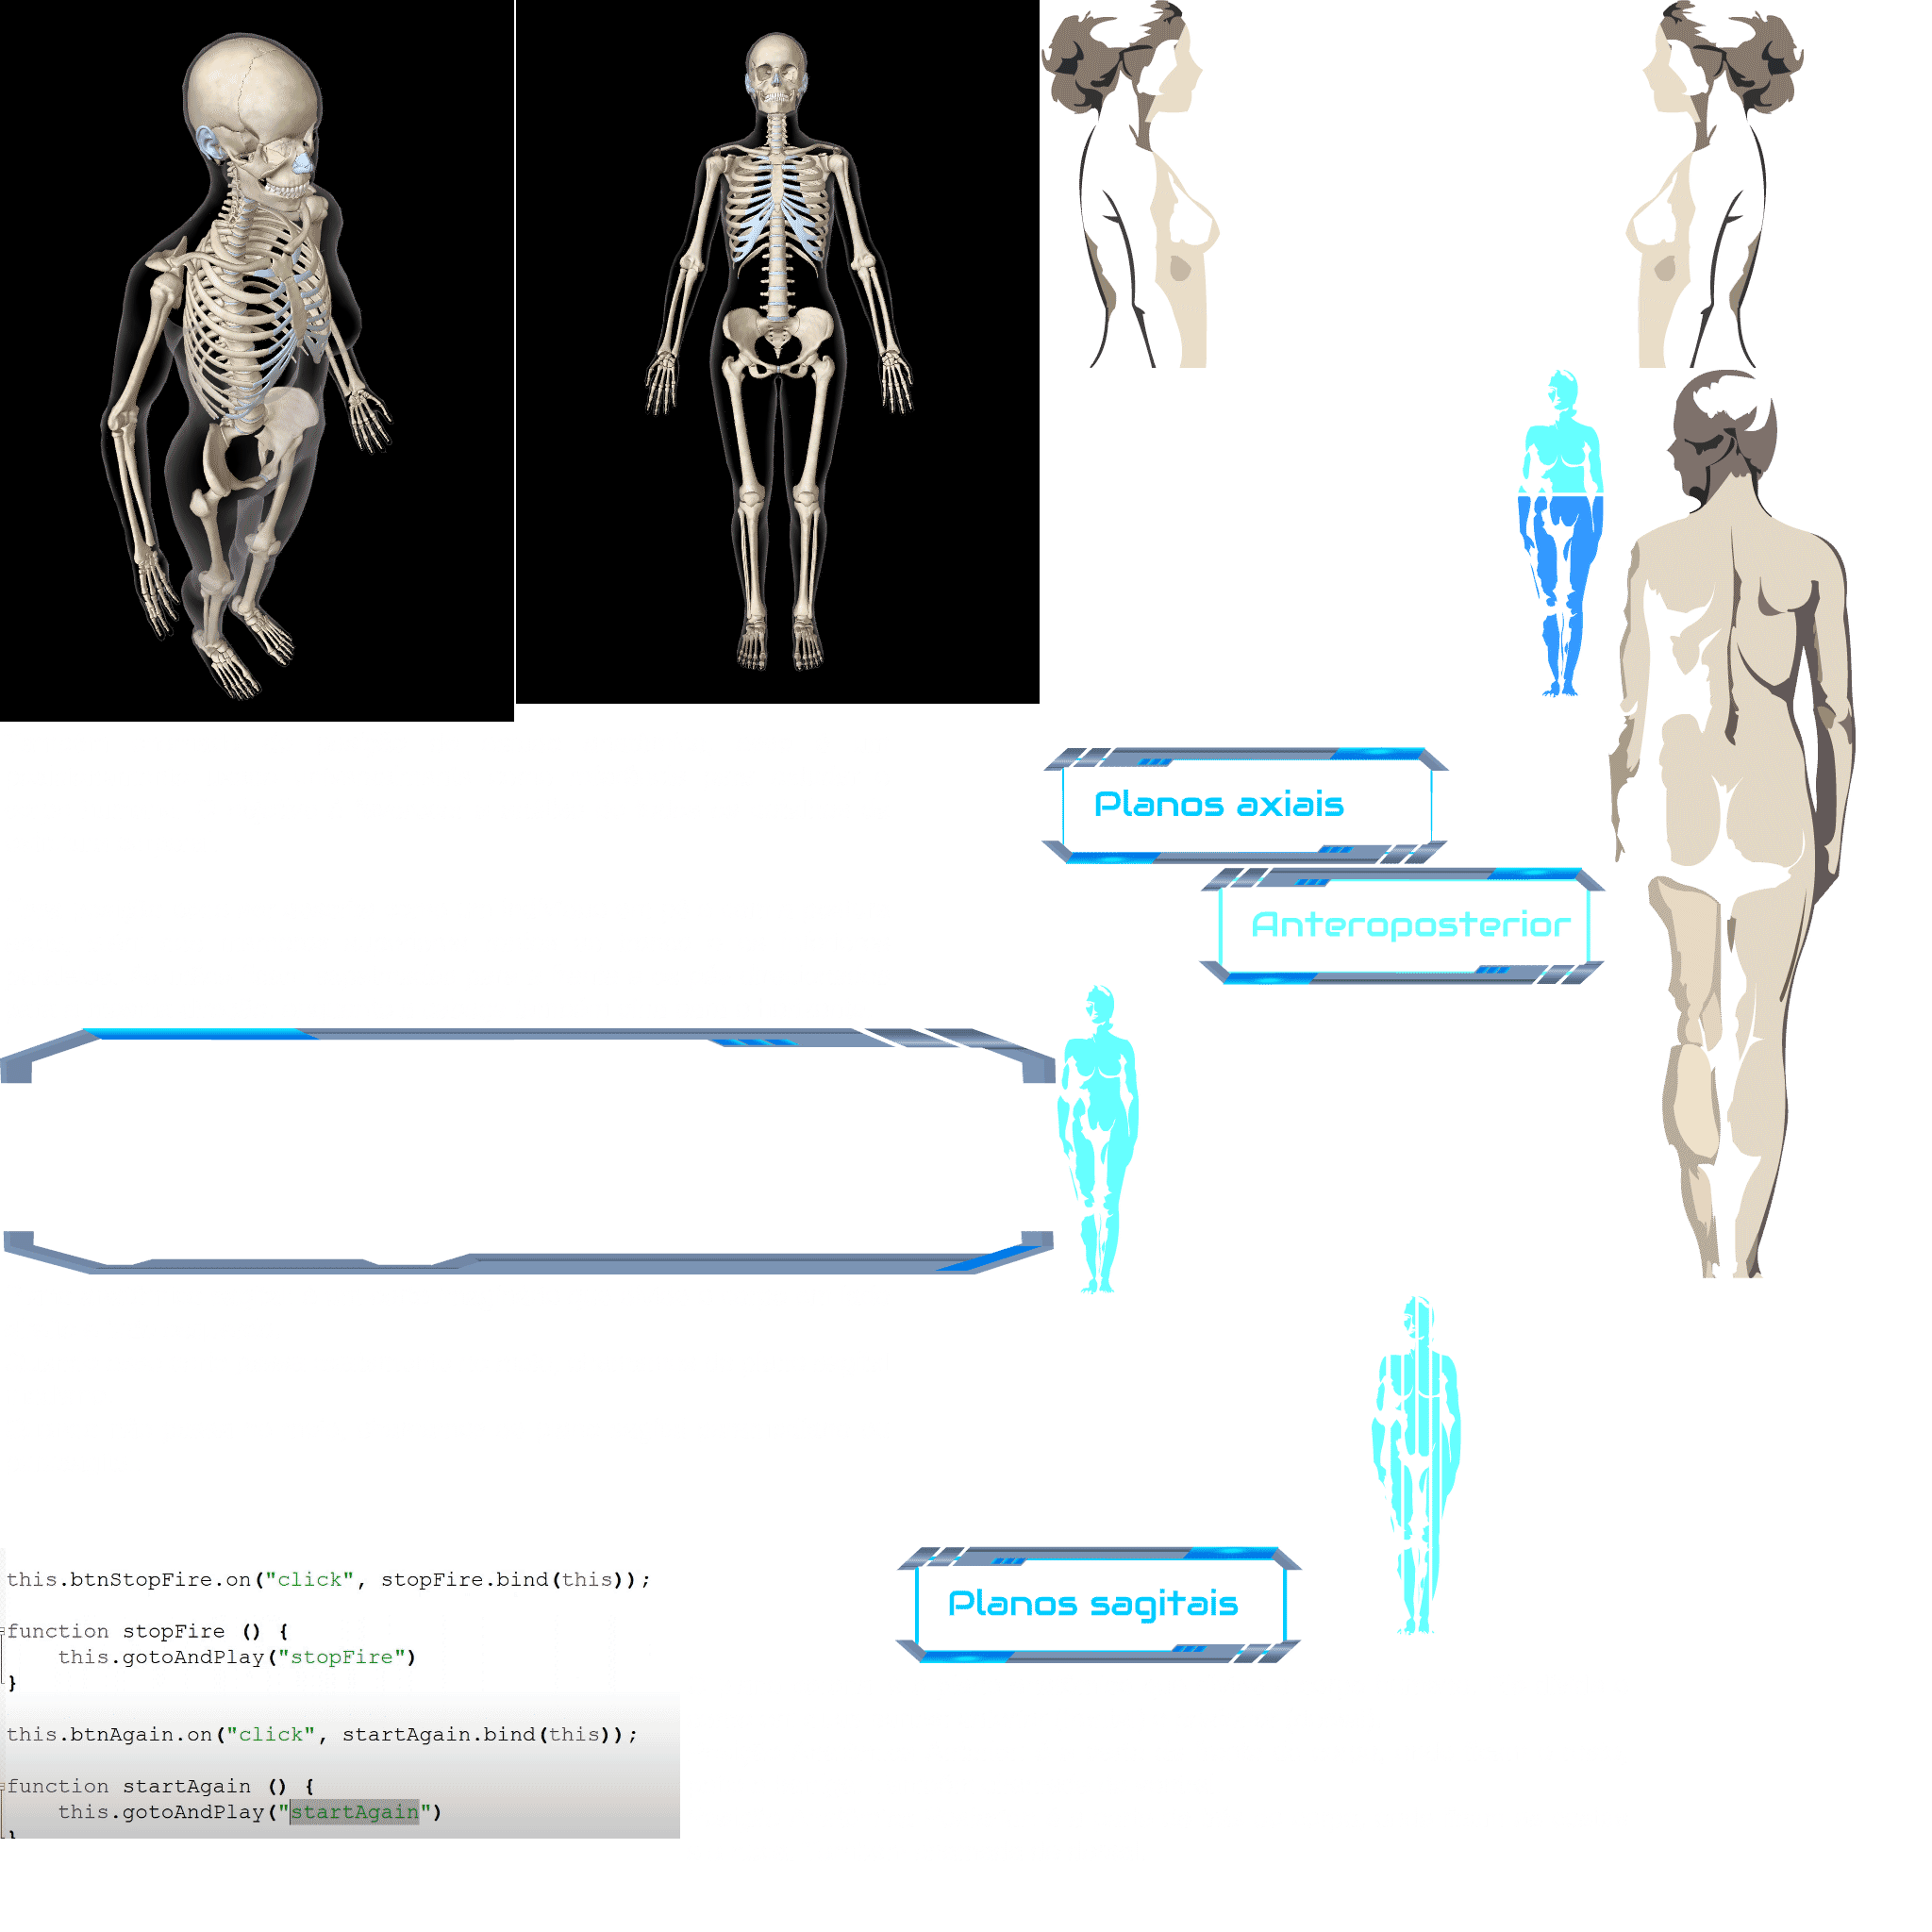 Planos axiais
Anteroposterior
Planos sagitais
this.btnStopFire.on("click", stopFire.bind(this));
function stopFire () {
    this.gotoAndPlay("stopFire")
}
this.btnAgain.on("click", startAgain.bind(this));
function startAgain () {
    this.gotoAndPlay("startAgain")
}